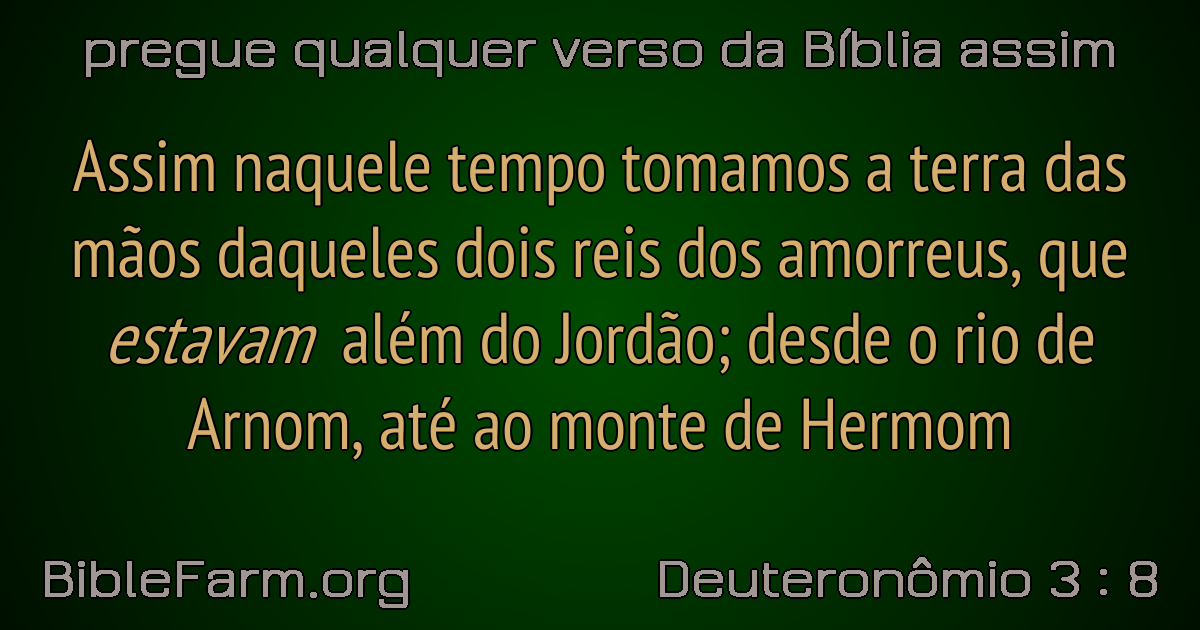 pregue qualquer verso da Bíblia assim
Assim naquele tempo tomamos a terra das
mãos daqueles dois reis dos amorreus, que
estavam além do Jordão; desde o rio de
Arnom, até ao monte de Hermom
BibleFarm.org
Deuteronômio 3 : 8